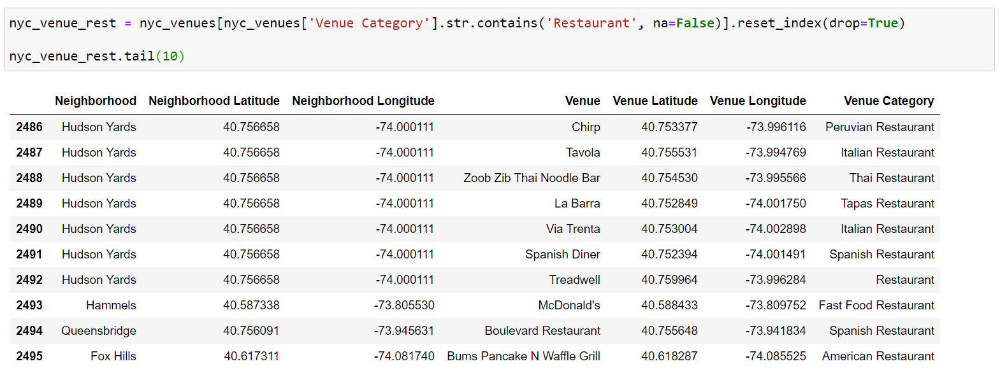 nyc_venue_rest = nyc_venues[nyc_venues['Venue Category'].str.contains('Restaurant', na=False)].reset_index(drop=True)
nyc_venue_rest.tail(10)
Neighborhood Neighborhood Latitude Neighborhood Longitude Venue Venue Latitude Venue Longitude Venue Category
2486 Hudson Yards 40.756658 -74.000111 Chirp 40.753377 -73.996116 Peruvian Restaurant
2487 Hudson Yards 40.756658 -74.000111 Tavola 40.755531 -73.994769 Italian Restaurant
2488 Hudson Yards 40.756658 -74.000111 Zoob Zib Thai Noodle Bar 40.754530 -73.995566 Thai Restaurant
2489 Hudson Yards 40.756658 -74.000111 La Barra 40.752849 -74.001750 Tapas Restaurant
2490 Hudson Yards 40.756658 -74.000111 Via Trenta 40.753004 -74.002898 Italian Restaurant
2491 Hudson Yards 40.756658 -74.000111 Spanish Diner 40.752394 -74.001491 Spanish Restaurant
2492 Hudson Yards 40.756658 -74.000111 Treadwell 40.759964 -73.996284 Restaurant
2493 Hammels 40.587338 -73.805530 McDonald's 40.588433 -73.809752 Fast Food Restaurant
2494 Queensbridge 40.756091 -73.945631 Boulevard Restaurant 40.755648 -73.941834 Spanish Restaurant
2495 Fox Hills 40.617311 -74.081740 Bums Pancake N Waffle Grill 40.618287 -74.085525 American Restaurant